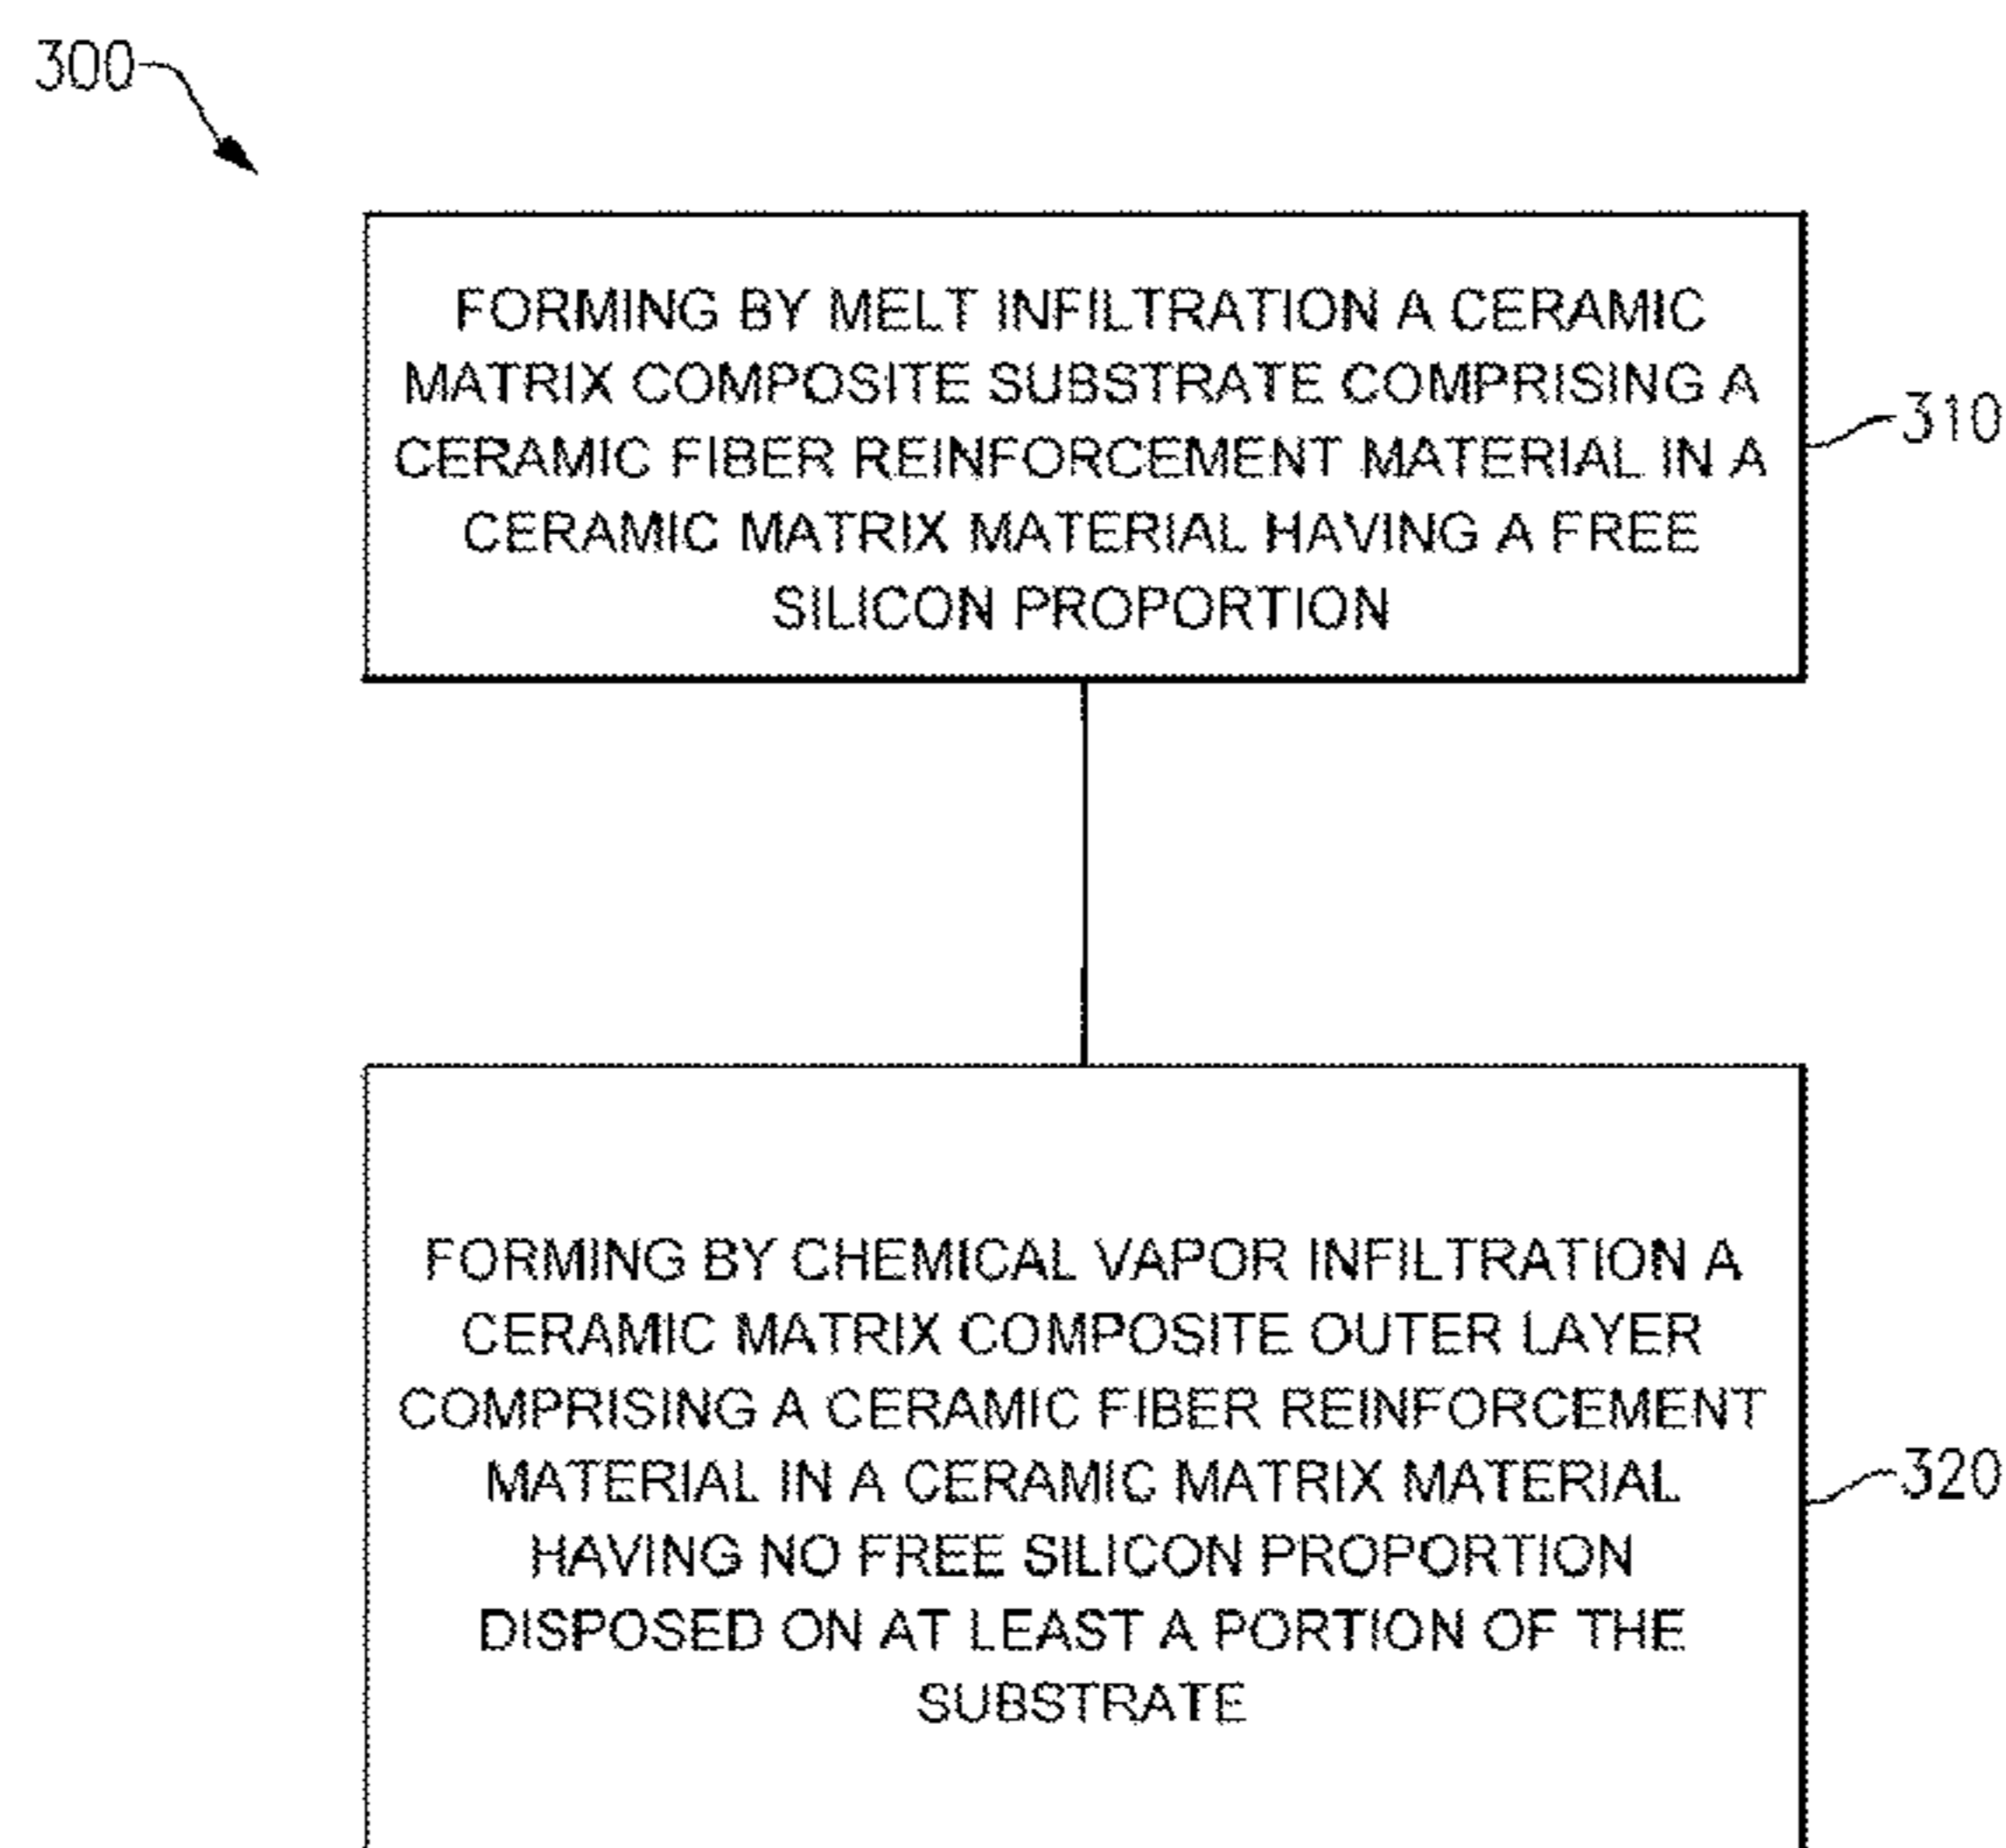 300
FORMING BY MELT INFILTRATION A CERAMIC
MATRIX COMPOSITE SUBSTRATE COMPRISING A
CERAMIC FIBER REINFORCEMENT MATERIAL IN A
CERAMIC MATRIX MATERIAL HAVING A FREE
SILICON PROPORTION
310
FORMING BY CHEMICAL VAPOR INFILTRATION A
CERAMIC MATRIX COMPOSITE OUTER LAYER
COMPRISING A CERAMIC FIBER REINFORCEMENT
MATERIAL IN A CERAMIC MATRIX MATERIAL
HAVING NO FREE SILICON PROPORTION
DISPOSED ON AT LEAST A PORTION OF THE
SUBSTRATE
320